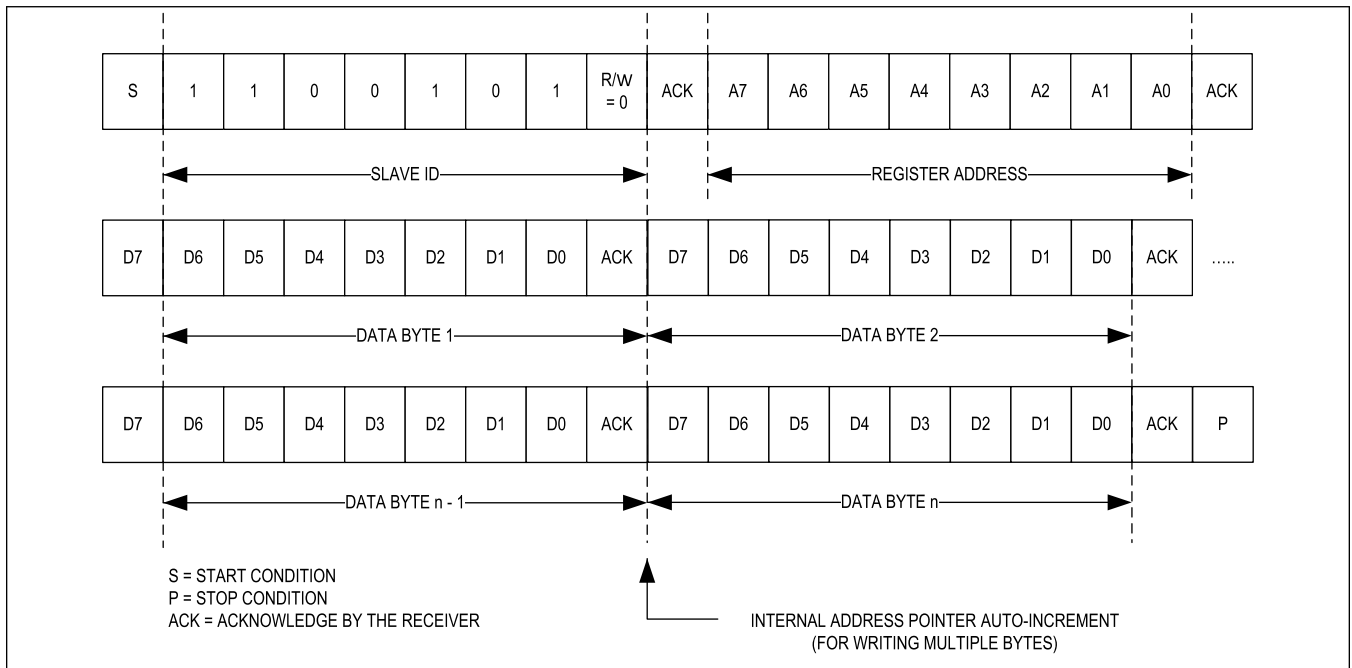 S 1 1 0 0 1 0 1 R/W = 0 ACK A7 A6 A5 A4 A3 A2 A1 A0 ACK
SLAVE ID REGISTER ADDRESS
D7 D6 D5 D4 D3 D2 D1 D0 ACK D7 D6 D5 D4 D3 D2 D1 D0 ACK .....
DATA BYTE 1 DATA BYTE 2
D7 D6 D5 D4 D3 D2 D1 D0 ACK D7 D6 D5 D4 D3 D2 D1 D0 ACK P
DATA BYTE n - 1 DATA BYTE n
S = START CONDITION
P = STOP CONDITION
ACK = ACKNOWLEDGE BY THE RECEIVER
INTERNAL ADDRESS POINTER AUTO-INCREMENT
(FOR WRITING MULTIPLE BYTES)